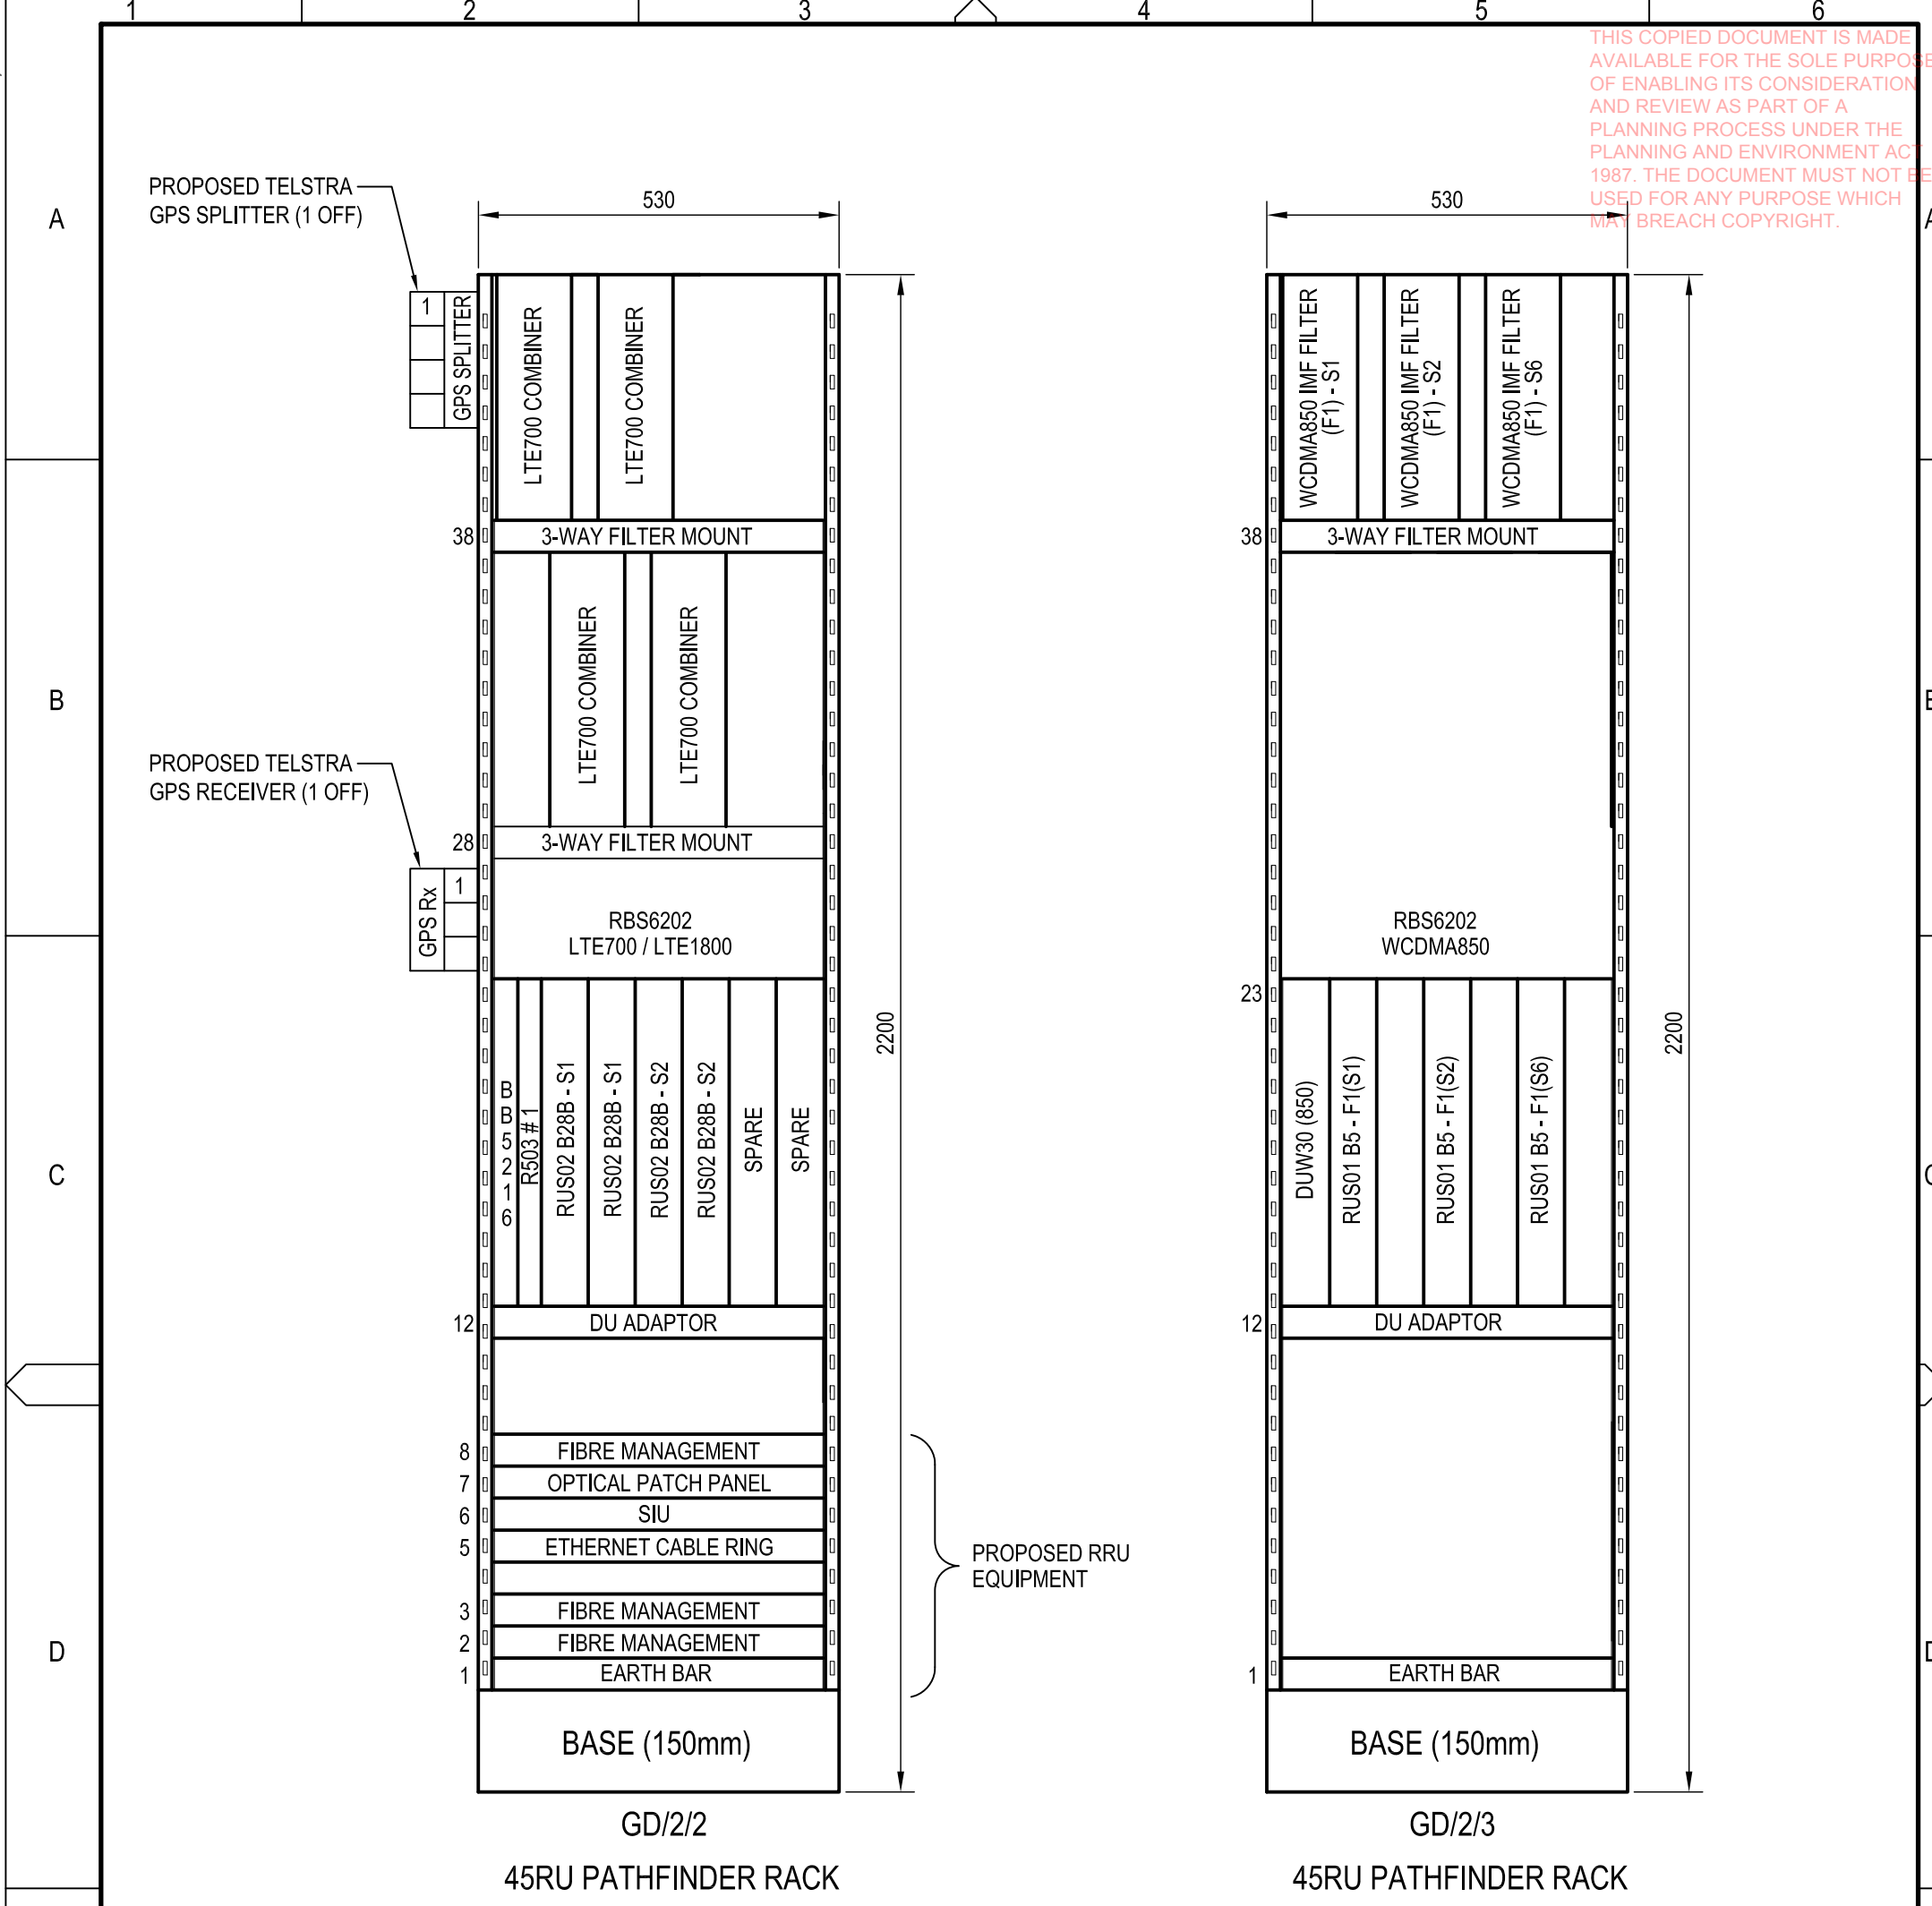 1
2
3
4
5
6
THIS COPIED DOCUMENT IS MADE
AVAILABLE FOR THE SOLE PURPOSE
OF ENABLING ITS CONSIDERATION
AND REVIEW AS PART OF A
PLANNING PROCESS UNDER THE
PLANNING AND ENVIRONMENT ACT
1987. THE DOCUMENT MUST NOT BE
USED FOR ANY PURPOSE WHICH
MAY BREACH COPYRIGHT.
A
B
C
D
PROPOSED TELSTRA
GPS SPLITTER (1 OFF)
530
1
GPS SPLITTER
LTE700 COMBINER
LTE700 COMBINER
38
3-WAY FILTER MOUNT
LTE700 COMBINER
LTE700 COMBINER
PROPOSED TELSTRA
GPS RECEIVER (1 OFF)
28
3-WAY FILTER MOUNT
GPS Rx
1
RBS6202
LTE700 / LTE1800
2200
BB5216
R503 # 1
RUS02 B28B - S1
RUS02 B28B - S1
RUS02 B28B - S2
RUS02 B28B - S2
SPARE
SPARE
12
DU ADAPTOR
8
FIBRE MANAGEMENT
7
OPTICAL PATCH PANEL
6
SIU
5
ETHERNET CABLE RING
3
FIBRE MANAGEMENT
2
FIBRE MANAGEMENT
1
EARTH BAR
PROPOSED RRU
EQUIPMENT
BASE (150mm)
GD/2/2
45RU PATHFINDER RACK
530
WCDMA850 IMF FILTER
(F1) - S1
WCDMA850 IMF FILTER
(F1) - S2
WCDMA850 IMF FILTER
(F1) - S6
38
3-WAY FILTER MOUNT
RBS6202
WCDMA850
23
2200
DUW30 (850)
RUS01 B5 - F1(S1)
RUS01 B5 - F1(S2)
RUS01 B5 - F1(S6)
12
DU ADAPTOR
1
EARTH BAR
BASE (150mm)
GD/2/3
45RU PATHFINDER RACK